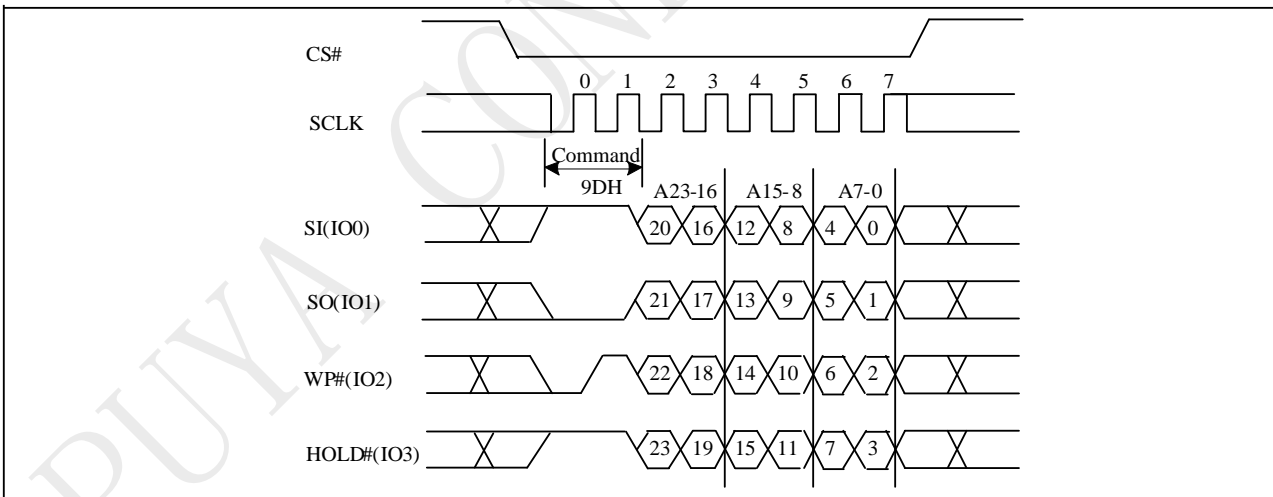 CS#
0 1 2 3 4 5 6 7
SCLK
Command
9DH
A23-16 A15-8 A7-0
SI(IO0) 20 16 12 8 4 0
SO(IO1) 21 17 13 9 5 1
WP#(IO2) 22 18 14 10 6 2
HOLD#(IO3) 23 19 15 11 7 3
PUYA